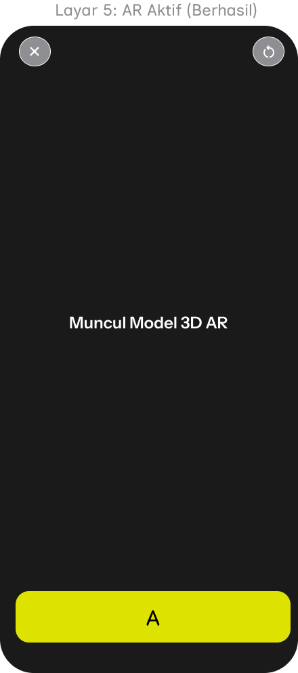 Layar 5: AR Aktif (Berhasil)
Muncul Model 3D AR
A